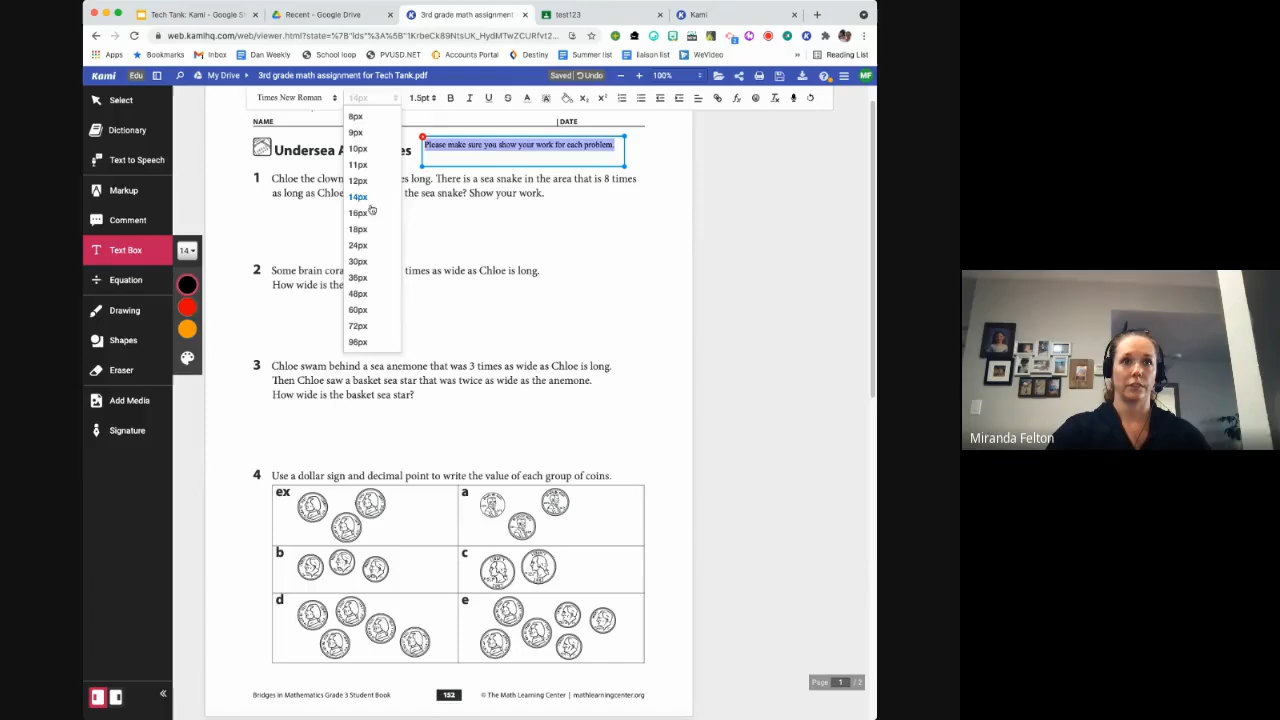 Tech Tank: Kami - Google Sl
Recent - Google Drive
3rd grade math assignment
test123
Kami
web.kamihq.com/web/viewer.html?state=%7B"ids"%3A%5B"1KrbeCk89NtsUK_HydMTwZCURfvt2...
Apps
Bookmarks
Inbox
Dan Weekly
School loop
PVUSD.NET
Accounts Portal
Destiny
Summer list
liaison list
WeVideo
»
Reading List
Kami
Edu
My Drive
3rd grade math assignment for Tech Tank.pdf
Saved
Undo
100%
MF
Times New Roman
14px
1.5pt
B
I
U
S
A
X₂
X²
Select
Dictionary
Text to Speech
Markup
Comment
Text Box
Equation
Drawing
Shapes
Eraser
Add Media
Signature
14
8px
9px
10px
11px
12px
14px
16px
18px
24px
30px
36px
48px
60px
72px
96px
NAME
| DATE
Undersea A
es
Please make sure you show your work for each problem.
1 Chloe the clown
es long. There is a sea snake in the area that is 8 times
as long as Chloe
the sea snake? Show your work.
2 Some brain cora
times as wide as Chloe is long.
How wide is the
3 Chloe swam behind a sea anemone that was 3 times as wide as Chloe is long.
Then Chloe saw a basket sea star that was twice as wide as the anemone.
How wide is the basket sea star?
4 Use a dollar sign and decimal point to write the value of each group of coins.
ex
a
b
c
d
e
Bridges in Mathematics Grade 3 Student Book
152
© The Math Learning Center | mathlearningcenter.org
Page 1 / 2
Miranda Felton